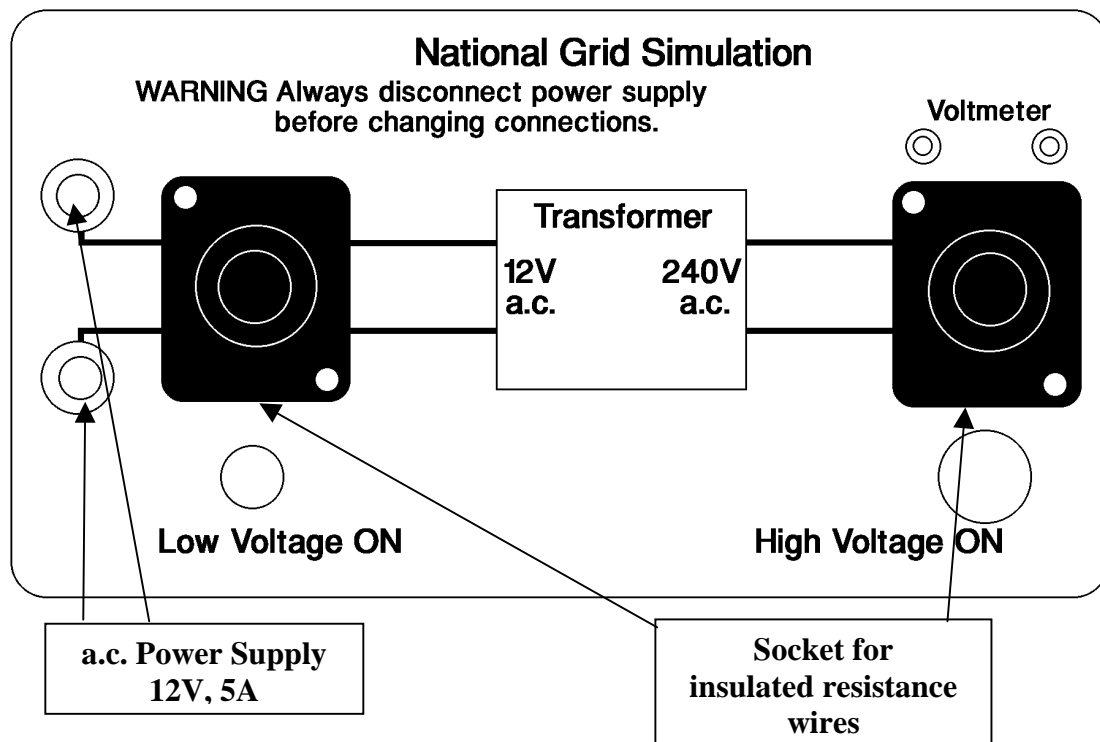 National Grid Simulation
WARNING Always disconnect power supply
before changing connections.
Voltmeter
Transformer
12V
a.c.
240V
a.c.
Low Voltage ON
High Voltage ON
a.c. Power Supply
12V, 5A
Socket for
insulated resistance
wires